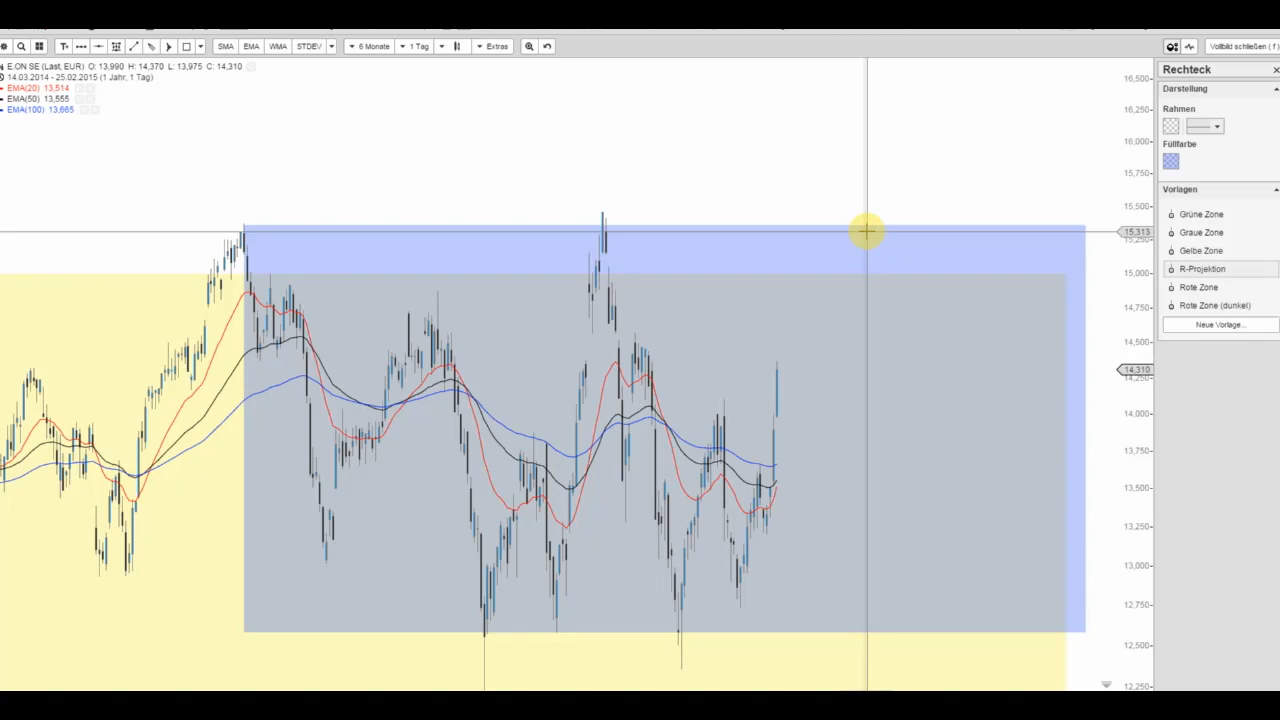 SMA EMA WMA STDEV 6 Monate 1 Tag Extras Vollbild schließen ( f )
E.ON SE (Last, EUR) O: 13,990 H: 14,370 L: 13,975 C: 14,310
14.03.2014 - 25.02.2015 (1 Jahr, 1 Tag)
EMA(20) 13,514
EMA(50) 13,555
EMA(100) 13,665
16,500
16,250
16,000
15,750
15,500
15,313
15,250
15,000
14,750
14,500
14,310
14,250
14,000
13,750
13,500
13,250
13,000
12,750
12,500
12,250
Rechteck
Darstellung
Rahmen
Füllfarbe
Vorlagen
Grüne Zone
Graue Zone
Gelbe Zone
R-Projektion
Rote Zone
Rote Zone (dunkel)
Neue Vorlage...